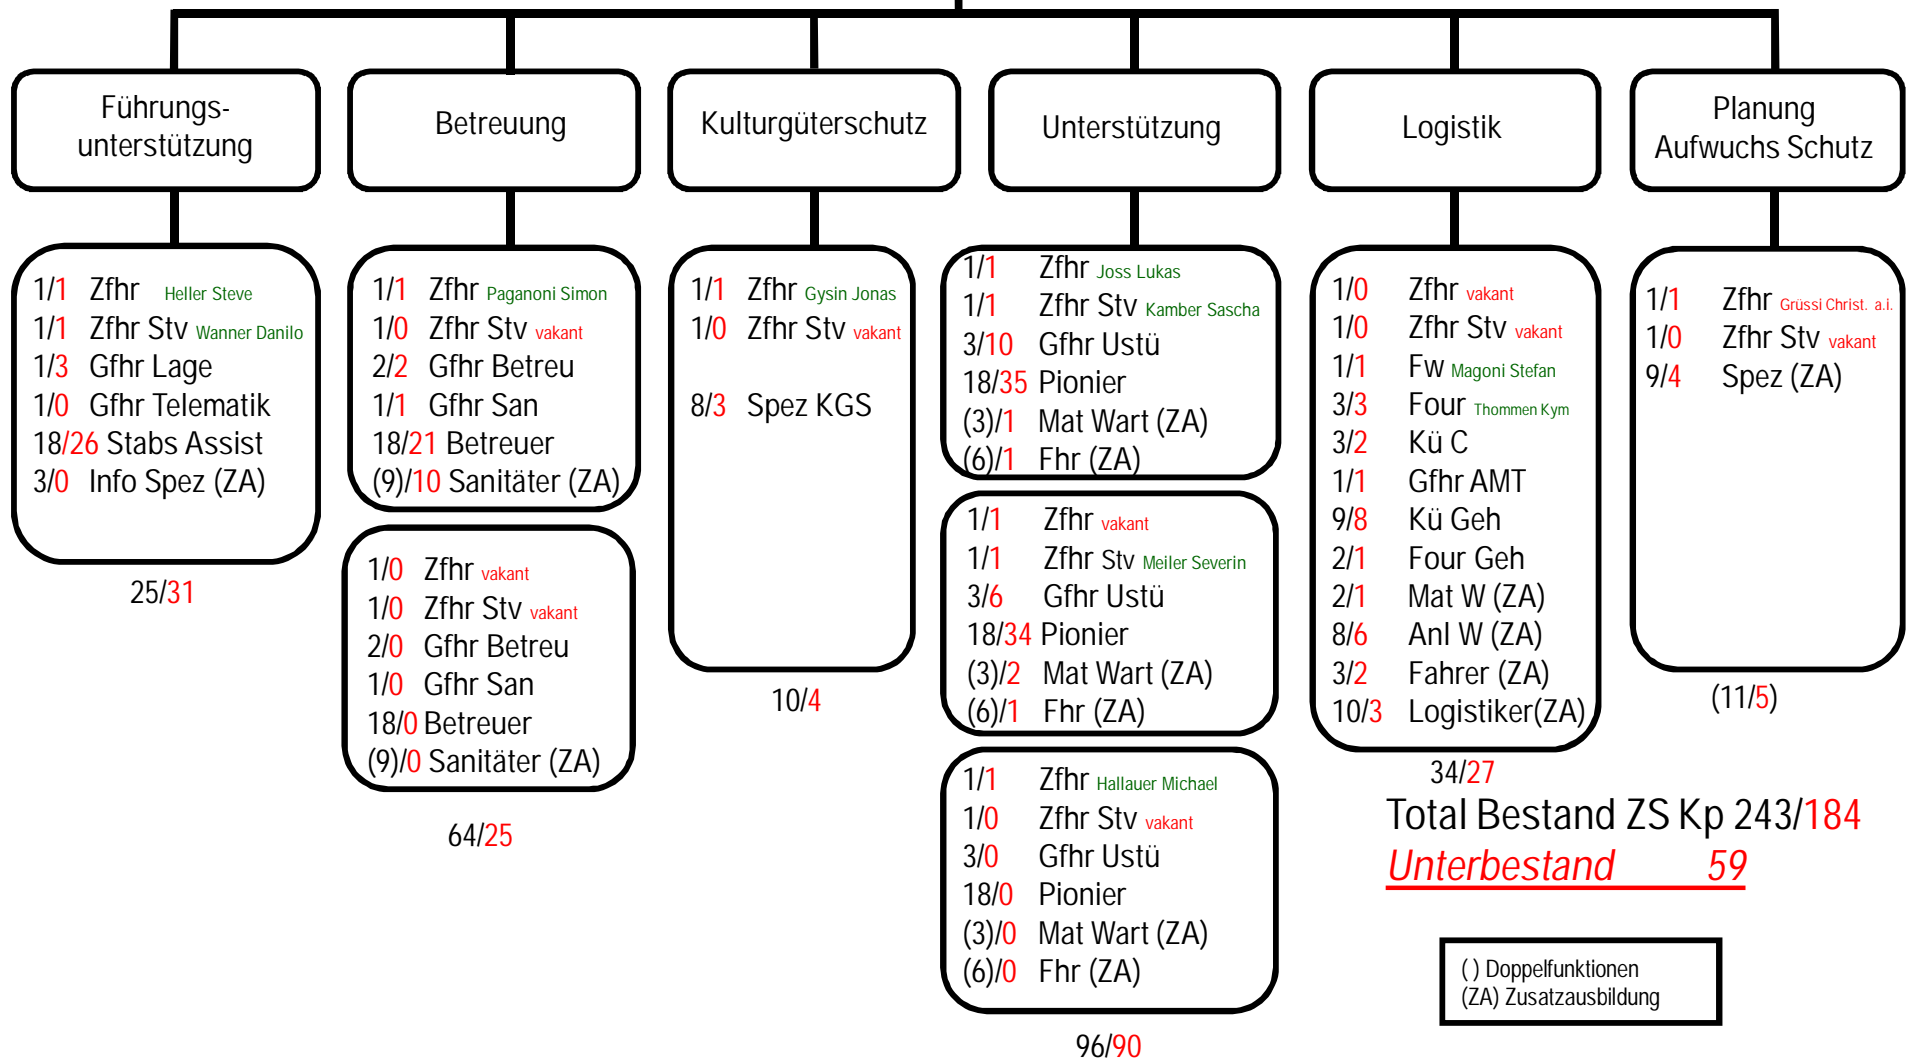 Führungs-
unterstützung
1/1 Zfhr Heller Steve
1/1 Zfhr Stv Wanner Danilo
1/3 Gfhr Lage
1/0 Gfhr Telematik
18/26 Stabs Assist
3/0 Info Spez (ZA)
25/31
Betreuung
1/1 Zfhr Paganoni Simon
1/0 Zfhr Stv vakant
2/2 Gfhr Betreu
1/1 Gfhr San
18/21 Betreuer
(9)/10 Sanitäter (ZA)
1/0 Zfhr vakant
1/0 Zfhr Stv vakant
2/0 Gfhr Betreu
1/0 Gfhr San
18/0 Betreuer
(9)/0 Sanitäter (ZA)
64/25
Kulturgüterschutz
1/1 Zfhr Gysin Jonas
1/0 Zfhr Stv vakant
8/3 Spez KGS
10/4
Unterstützung
1/1 Zfhr Joss Lukas
1/1 Zfhr Stv Kamber Sascha
3/10 Gfhr Ustü
18/35 Pionier
(3)/1 Mat Wart (ZA)
(6)/1 Fhr (ZA)
1/1 Zfhr vakant
1/1 Zfhr Stv Meiler Severin
3/6 Gfhr Ustü
18/34 Pionier
(3)/2 Mat Wart (ZA)
(6)/1 Fhr (ZA)
1/1 Zfhr Hallauer Michael
1/0 Zfhr Stv vakant
3/0 Gfhr Ustü
18/0 Pionier
(3)/0 Mat Wart (ZA)
(6)/0 Fhr (ZA)
96/90
Logistik
1/0 Zfhr vakant
1/0 Zfhr Stv vakant
1/1 Fw Magoni Stefan
3/3 Four Thommen Kym
3/2 Kü C
1/1 Gfhr AMT
9/8 Kü Geh
2/1 Four Geh
2/1 Mat W (ZA)
8/6 Anl W (ZA)
3/2 Fahrer (ZA)
10/3 Logistiker(ZA)
34/27
Planung
Aufwuchs Schutz
1/1 Zfhr Grüssi Christ. a.i.
1/0 Zfhr Stv vakant
9/4 Spez (ZA)
(11/5)
Total Bestand ZS Kp 243/184
Unterbestand 59
( ) Doppelfunktionen
(ZA) Zusatzausbildung